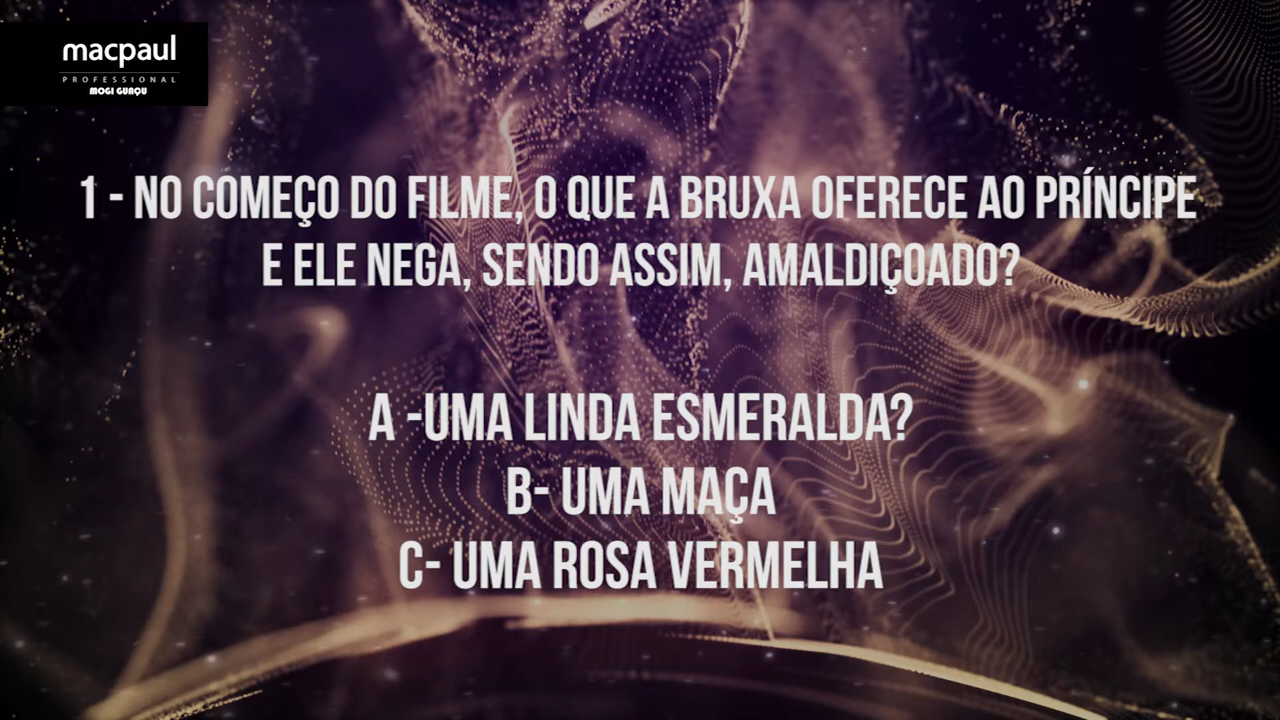 macpaul
PROFESSIONAL
MOGI GUAÇU
1 - NO COMEÇO DO FILME, O QUE A BRUXA OFERECE AO PRÍNCIPE
E ELE NEGA, SENDO ASSIM, AMALDIÇOADO?
A -UMA LINDA ESMERALDA?
B- UMA MAÇA
C- UMA ROSA VERMELHA